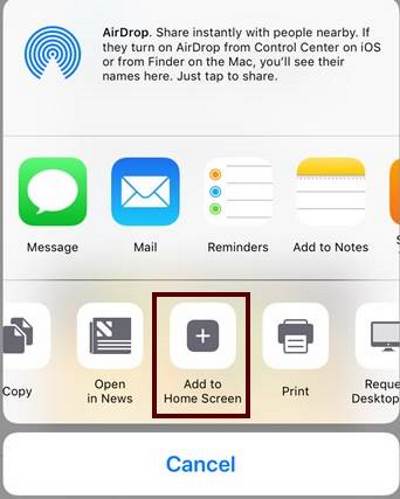 AirDrop. Share instantly with people nearby. If
they turn on AirDrop from Control Center on iOS
or from Finder on the Mac, you'll see their
names here. Just tap to share.
Message
Mail
Reminders
Add to Notes
S
Copy
Open
in News
Add to
Home Screen
Print
Reque
Desktop
Cancel